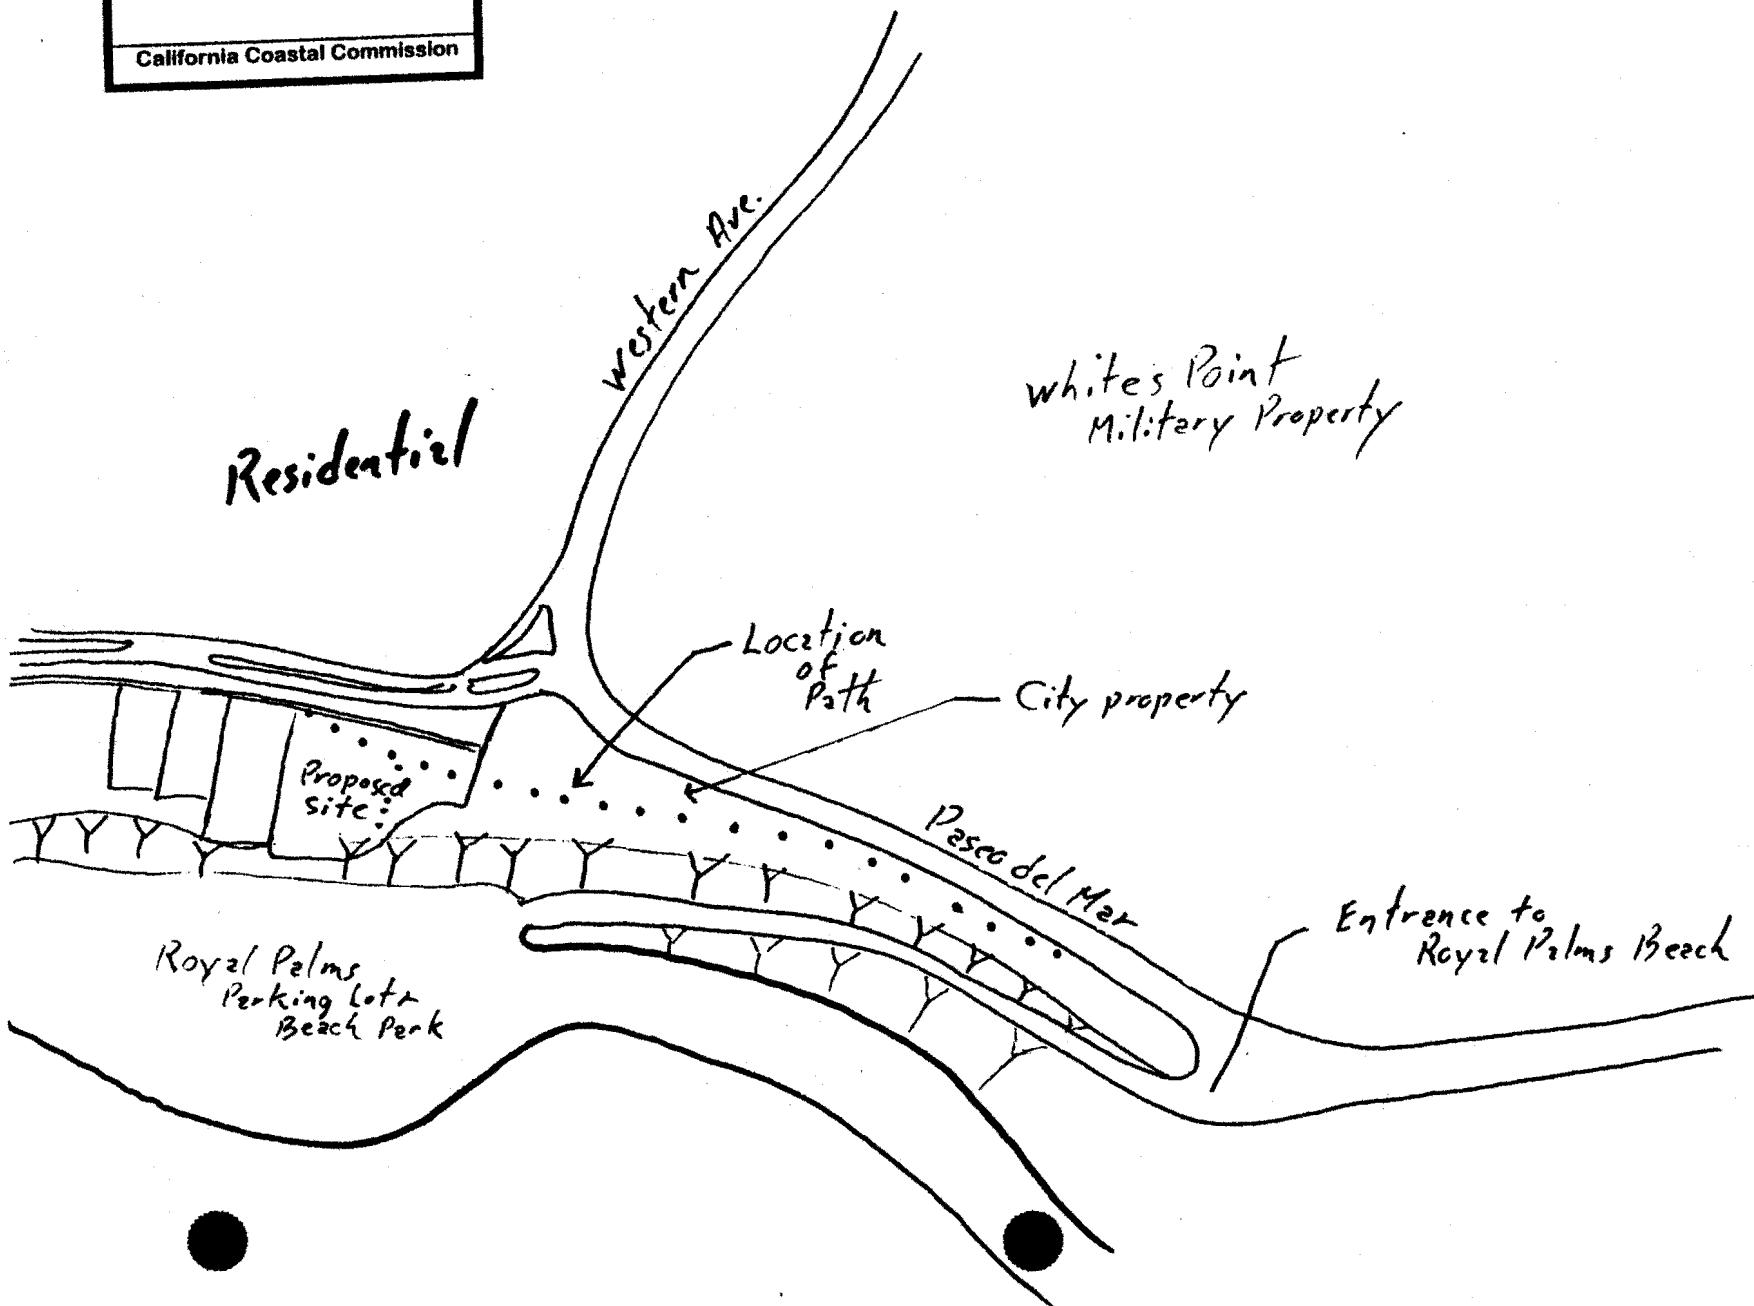 California Coastal Commission
Western Ave.
White's Point
Military Property
Residential
Location
of
Path
City property
Proposed
site
Paseo del Mar
Entrance to
Royal Palms Beach
Royal Palms
Parking Lot &
Beach Park